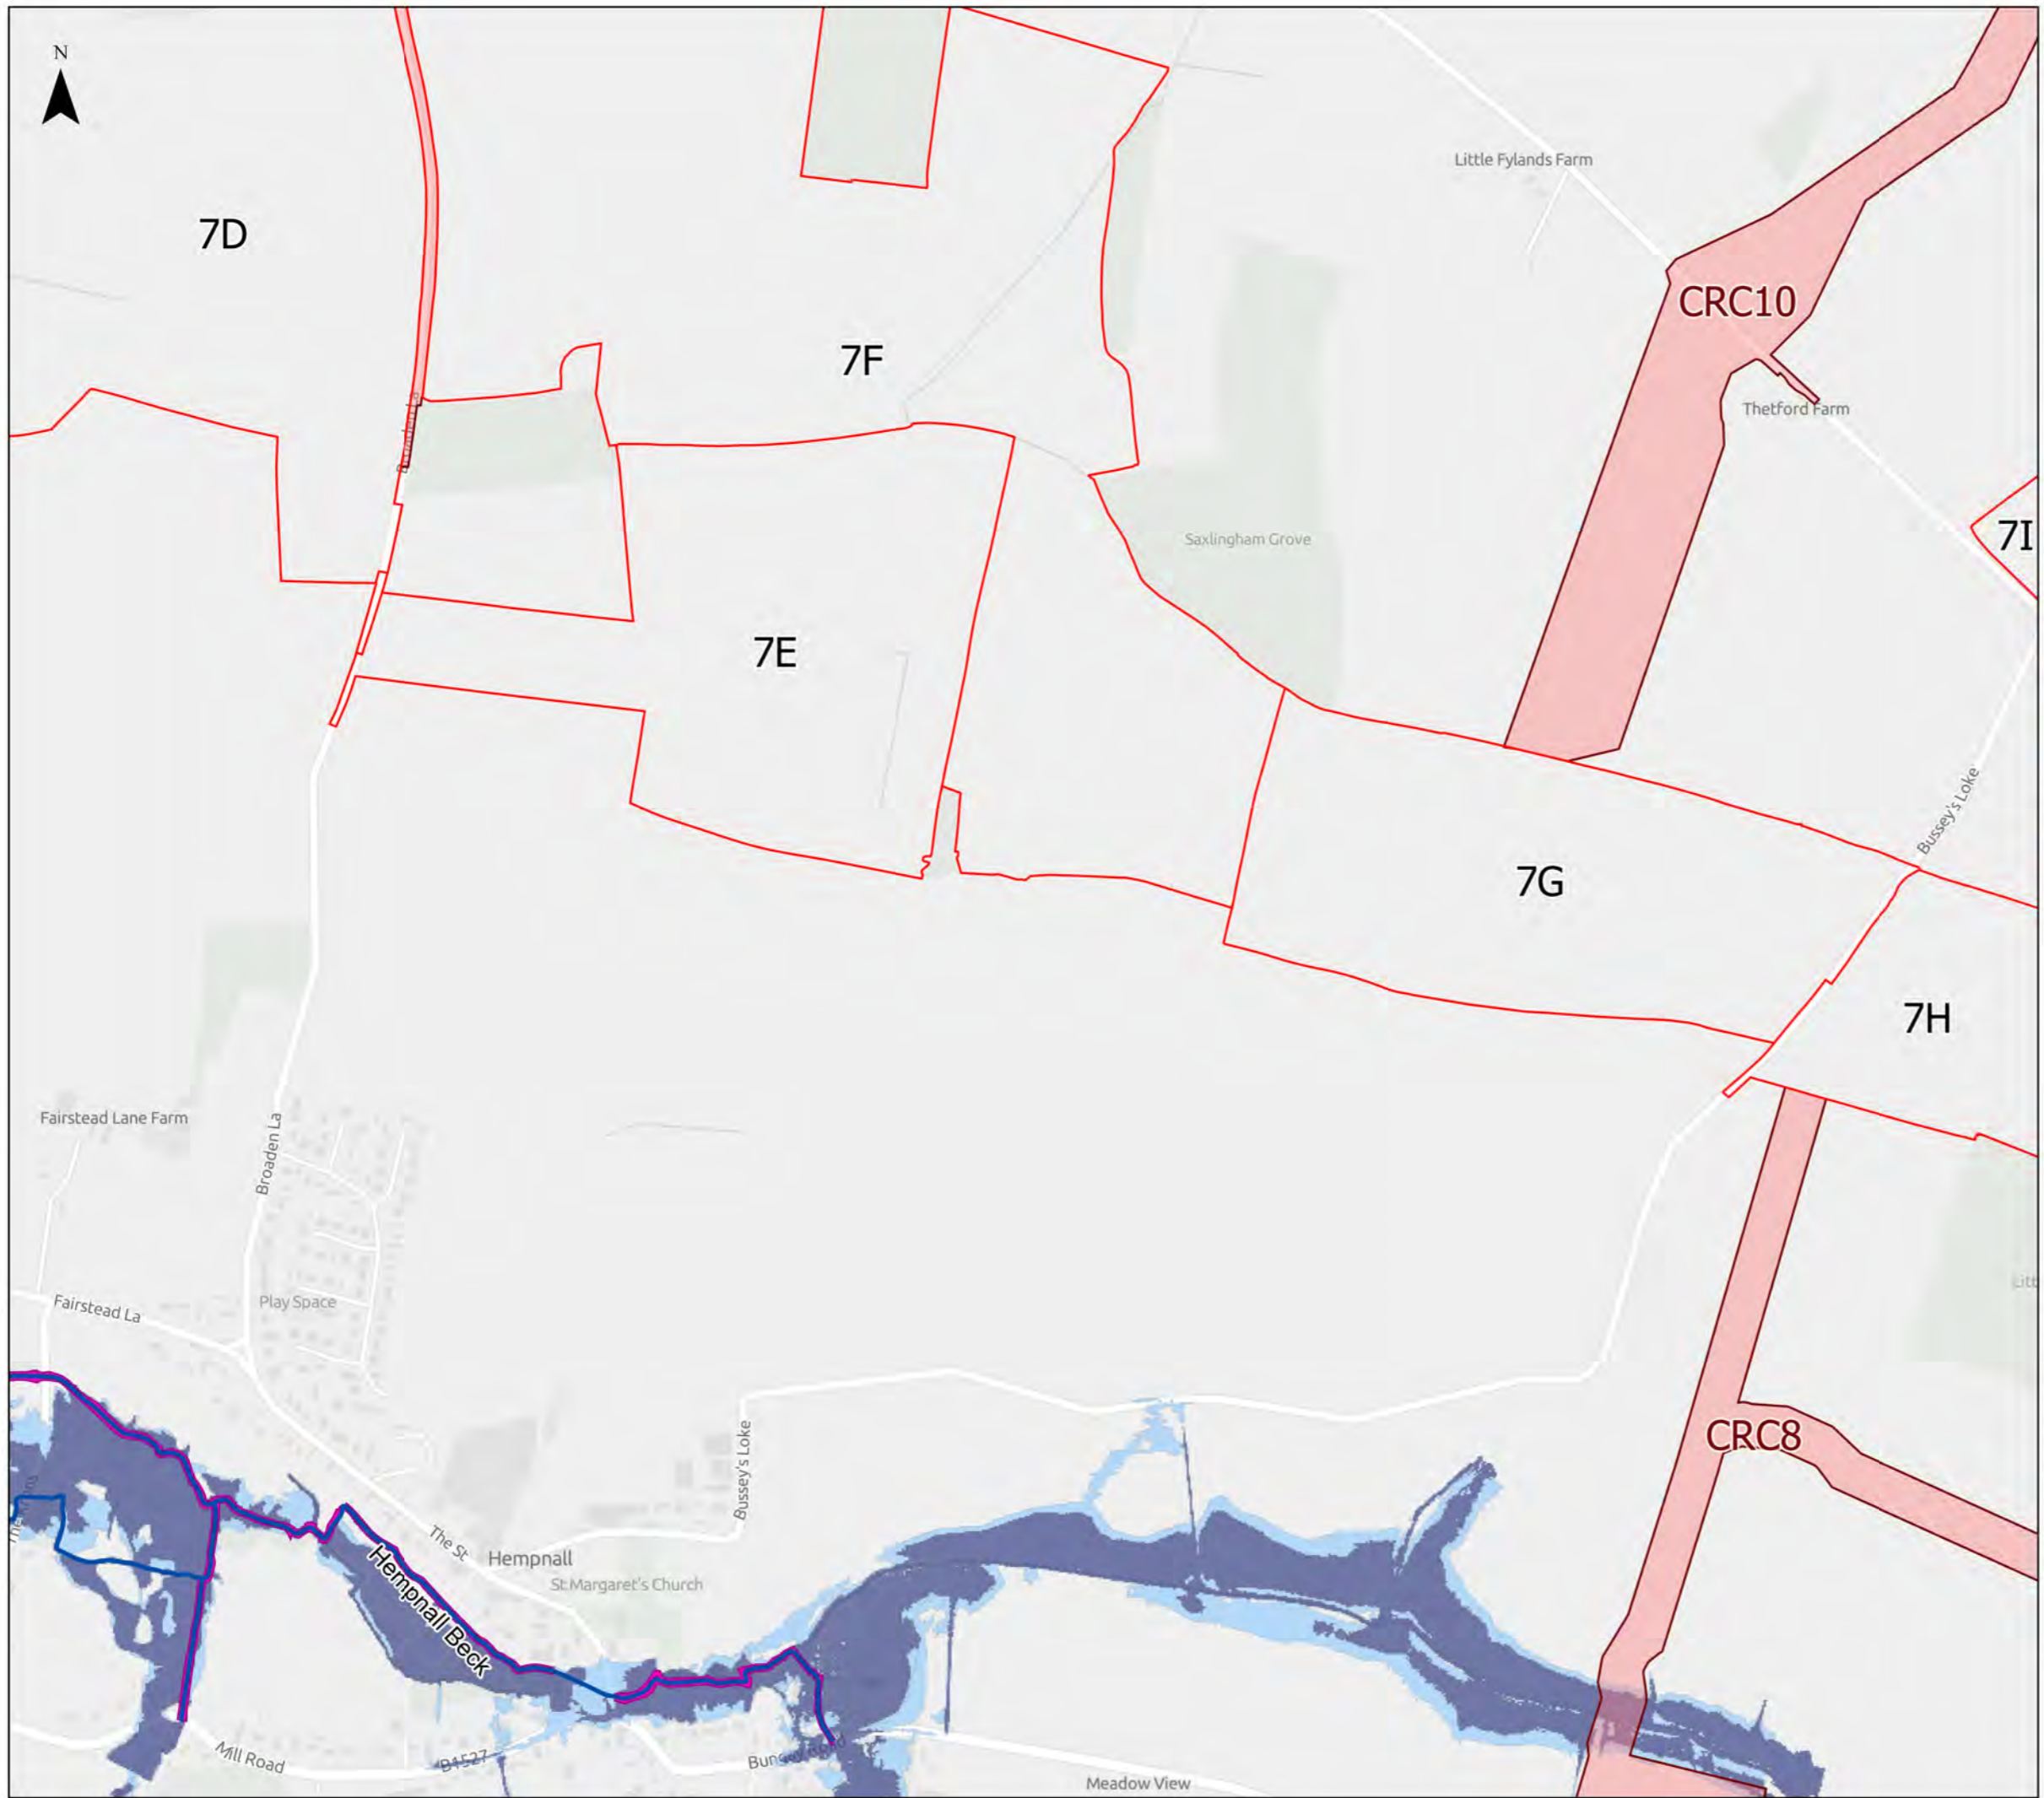 N
Little Fylands Farm
7D
CRC10
7F
Thetford Farm
7I
Saxlingham Grove
7E
Bussey's Loke
7G
7H
Fairstead Lane Farm
Broaden La
Play Space
Fairstead La
CRC8
Bussey's Loke
The St
Hempnall
St Margaret's Church
Hempnall Beck
Mill Road
B1527
Meadow View